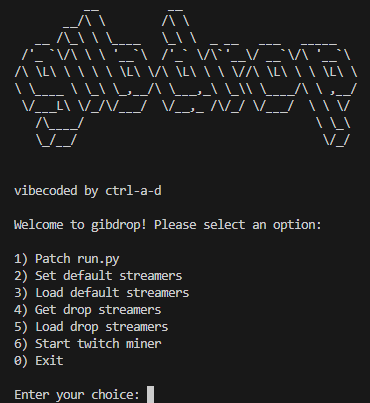 gibdrop
vibecoded by ctrl-a-d
Welcome to gibdrop! Please select an option:
1) Patch run.py
2) Set default streamers
3) Load default streamers
4) Get drop streamers
5) Load drop streamers
6) Start twitch miner
0) Exit
Enter your choice: